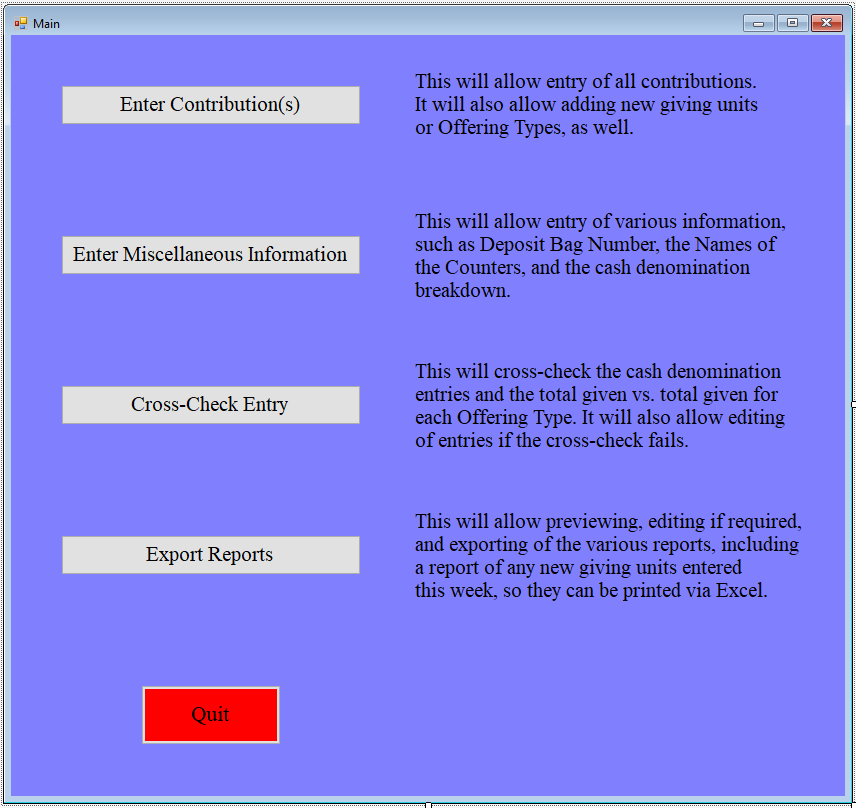 Main
Enter Contribution(s)
This will allow entry of all contributions.
It will also allow adding new giving units
or Offering Types, as well.
Enter Miscellaneous Information
This will allow entry of various information,
such as Deposit Bag Number, the Names of
the Counters, and the cash denomination
breakdown.
Cross-Check Entry
This will cross-check the cash denomination
entries and the total given vs. total given for
each Offering Type. It will also allow editing
of entries if the cross-check fails.
Export Reports
This will allow previewing, editing if required,
and exporting of the various reports, including
a report of any new giving units entered
this week, so they can be printed via Excel.
Quit